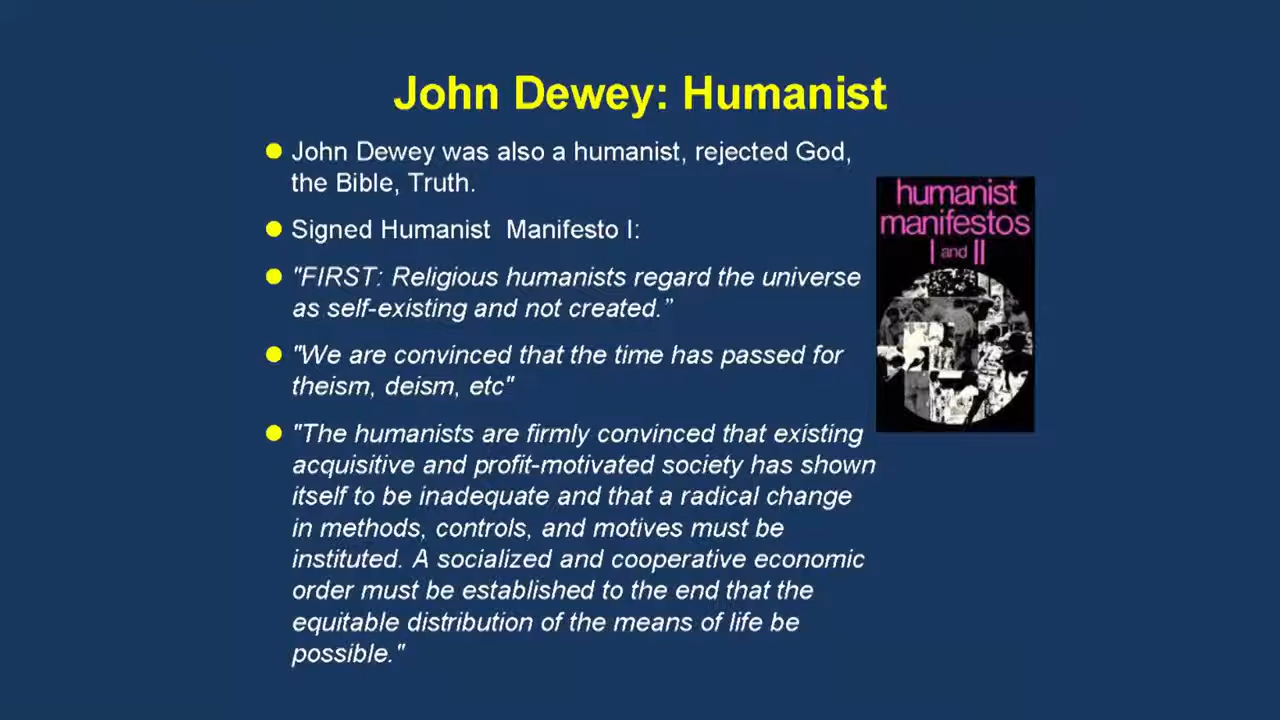 John Dewey: Humanist
John Dewey was also a humanist, rejected God,
the Bible, Truth.
Signed Humanist  Manifesto I:
"FIRST: Religious humanists regard the universe
as self-existing and not created.”
"We are convinced that the time has passed for
theism, deism, etc"
"The humanists are firmly convinced that existing
acquisitive and profit-motivated society has shown
itself to be inadequate and that a radical change
in methods, controls, and motives must be
instituted. A socialized and cooperative economic
order must be established to the end that the
equitable distribution of the means of life be
possible."
humanist
manifestos
I and II